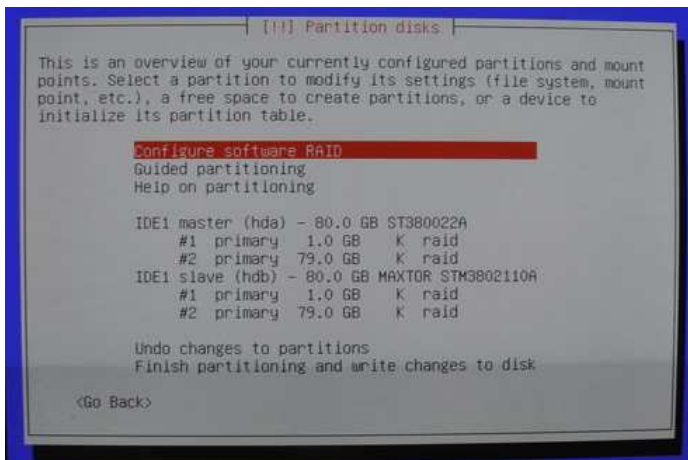 [!!] Partition disks
This is an overview of your currently configured partitions and mount
points. Select a partition to modify its settings (file system, mount
point, etc.), a free space to create partitions, or a device to
initialize its partition table.
Configure software RAID
Guided partitioning
Help on partitioning
IDE1 master (hda) - 80.0 GB ST380022A
#1 primary 1.0 GB K raid
#2 primary 79.0 GB K raid
IDE1 slave (hdb) - 80.0 GB MAXTOR STM3802110A
#1 primary 1.0 GB K raid
#2 primary 79.0 GB K raid
Undo changes to partitions
Finish partitioning and write changes to disk
<Go Back>